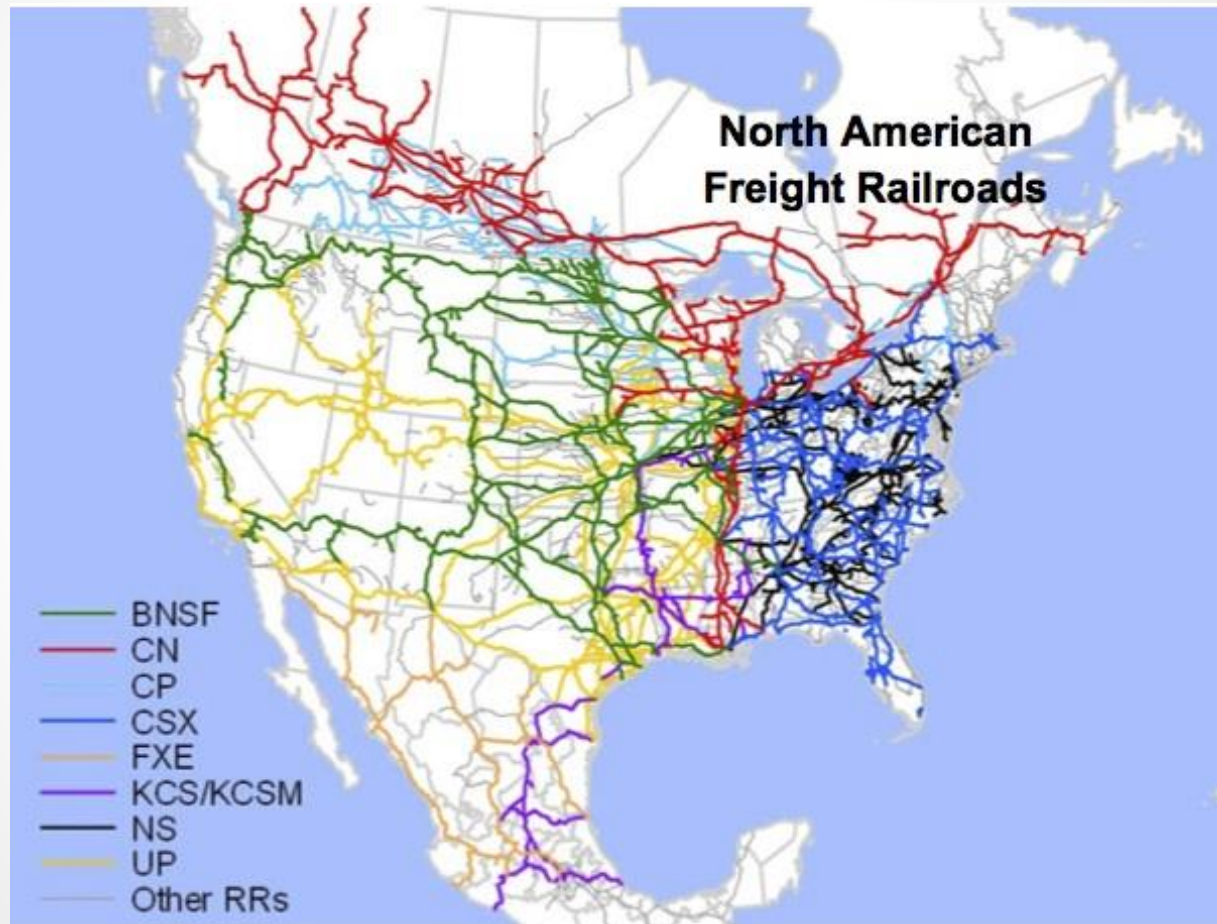 North American
Freight Railroads
BNSF
CN
CP
CSX
FXE
KCS/KCSM
NS
UP
Other RRs